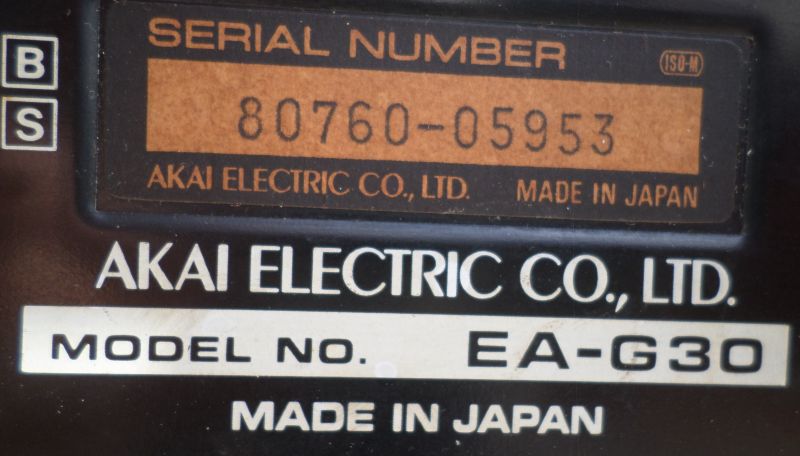 B
S
SERIAL NUMBER
ISO-M
80760-05953
AKAI ELECTRIC CO., LTD. MADE IN JAPAN
AKAI ELECTRIC CO., LTD.
MODEL NO. EA-G30
MADE IN JAPAN